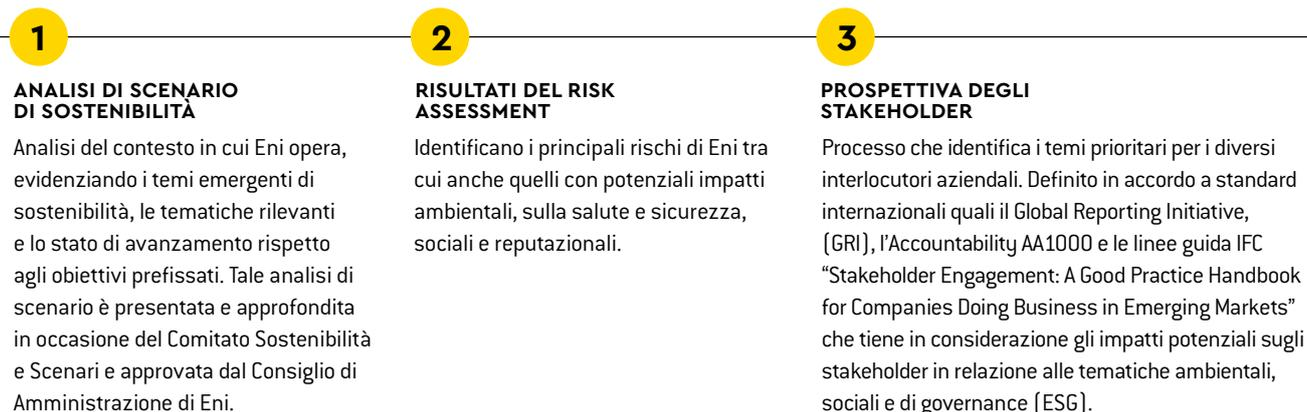 1
ANALISI DI SCENARIO
DI SOSTENIBILITÀ
Analisi del contesto in cui Eni opera,
evidenziando i temi emergenti di
sostenibilità, le tematiche rilevanti
e lo stato di avanzamento rispetto
agli obiettivi prefissati. Tale analisi di
scenario è presentata e approfondita
in occasione del Comitato Sostenibilità
e Scenari e approvata dal Consiglio di
Amministrazione di Eni.
2
RISULTATI DEL RISK
ASSESSMENT
Identificano i principali rischi di Eni tra
cui anche quelli con potenziali impatti
ambientali, sulla salute e sicurezza,
sociali e reputazionali.
3
PROSPETTIVA DEGLI
STAKEHOLDER
Processo che identifica i temi prioritari per i diversi
interlocutori aziendali. Definito in accordo a standard
internazionali quali il Global Reporting Initiative,
(GRI), l'Accountability AA1000 e le linee guida IFC
“Stakeholder Engagement: A Good Practice Handbook
for Companies Doing Business in Emerging Markets”
che tiene in considerazione gli impatti potenziali sugli
stakeholder in relazione alle tematiche ambientali,
sociali e di governance (ESG).